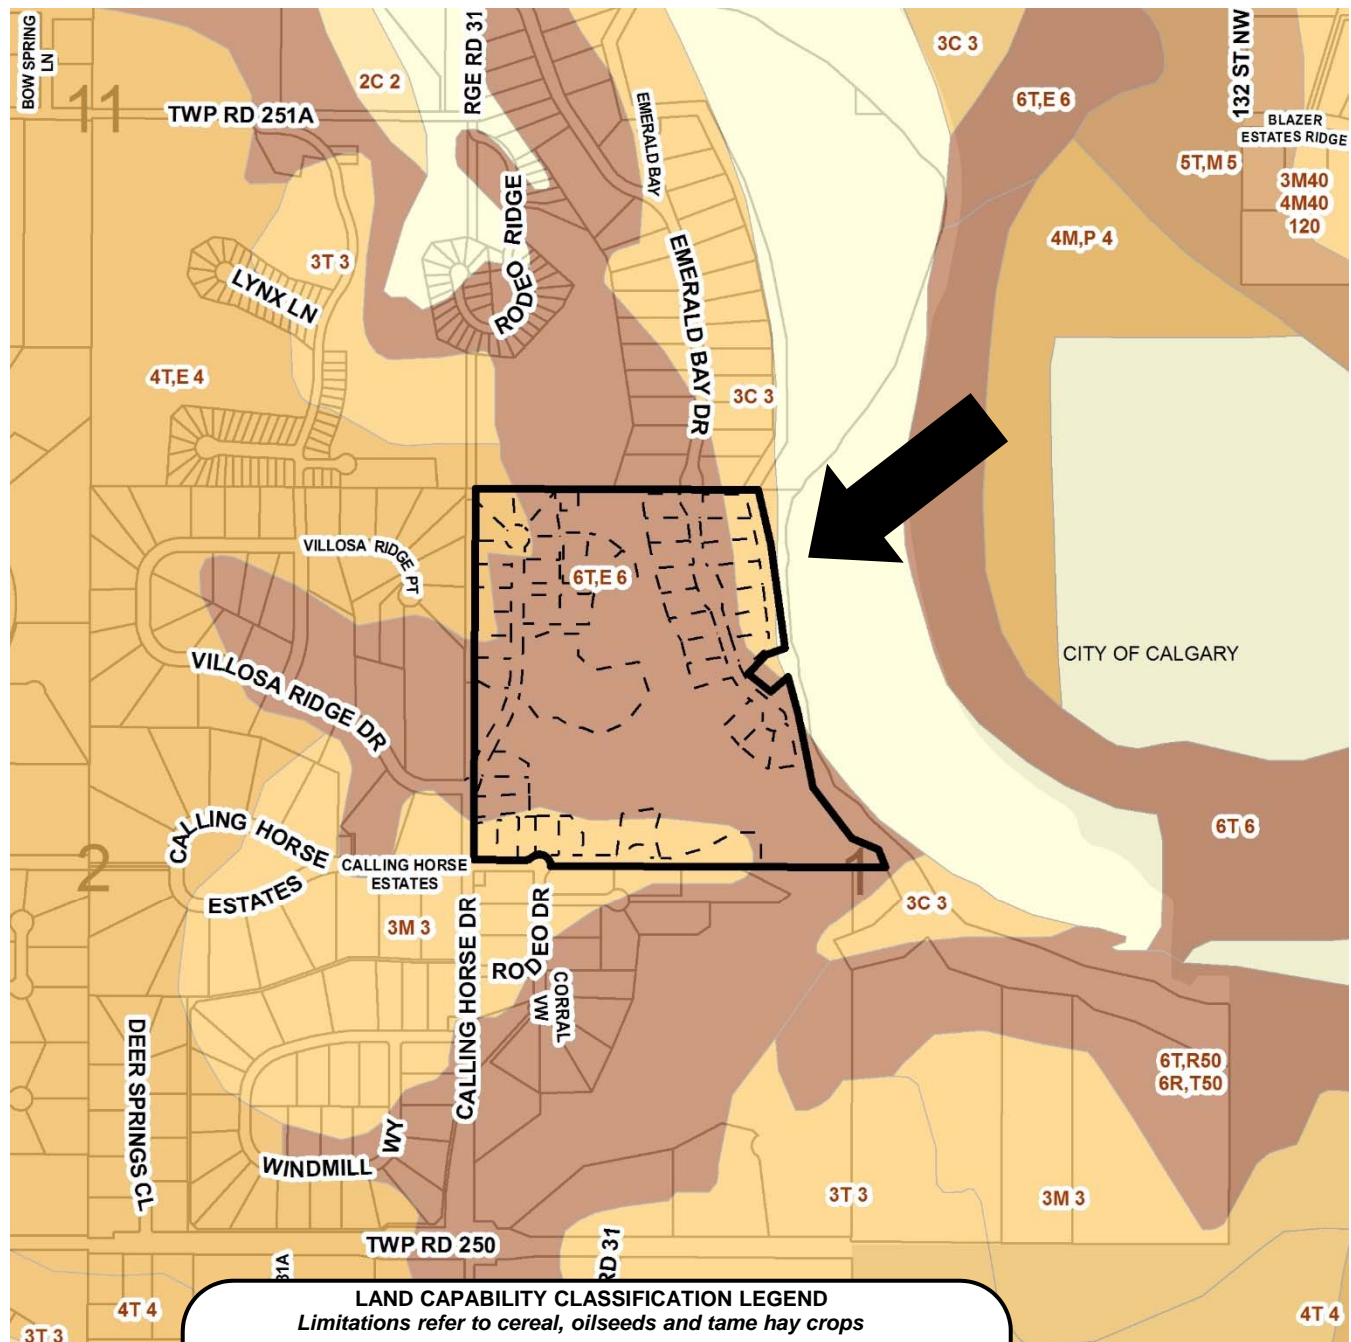 BOW SPRING
LN
11
TWP RD 251A
2C 2
RGE RD 31
EMERALD BAY
3C 3
6T,E 6
132 ST NW
BLAZER
ESTATES RIDGE
5T,M 5
3M40
4M40
120
4M,P 4
3T 3
LYNX LN
RODEO RIDGE
EMERALD BAY DR
4T,E 4
3C 3
VILLOSA RIDGE PT
6T,E 6
CITY OF CALGARY
VILLOSA RIDGE DR
6T 6
CALLING HORSE
ESTATES
CALLING HORSE
ESTATES
2
1
3M 3
CALLING HORSE DR
RODEO DR
CORRAL
VW
3C 3
DEER SPRINGS CL
WINDMILL WY
6T,R50
6R,T50
3T 3
3M 3
TWP RD 250
31A
RD 31
4T 4
3T 3
4T 4
LAND CAPABILITY CLASSIFICATION LEGEND
Limitations refer to cereal, oilseeds and tame hay crops